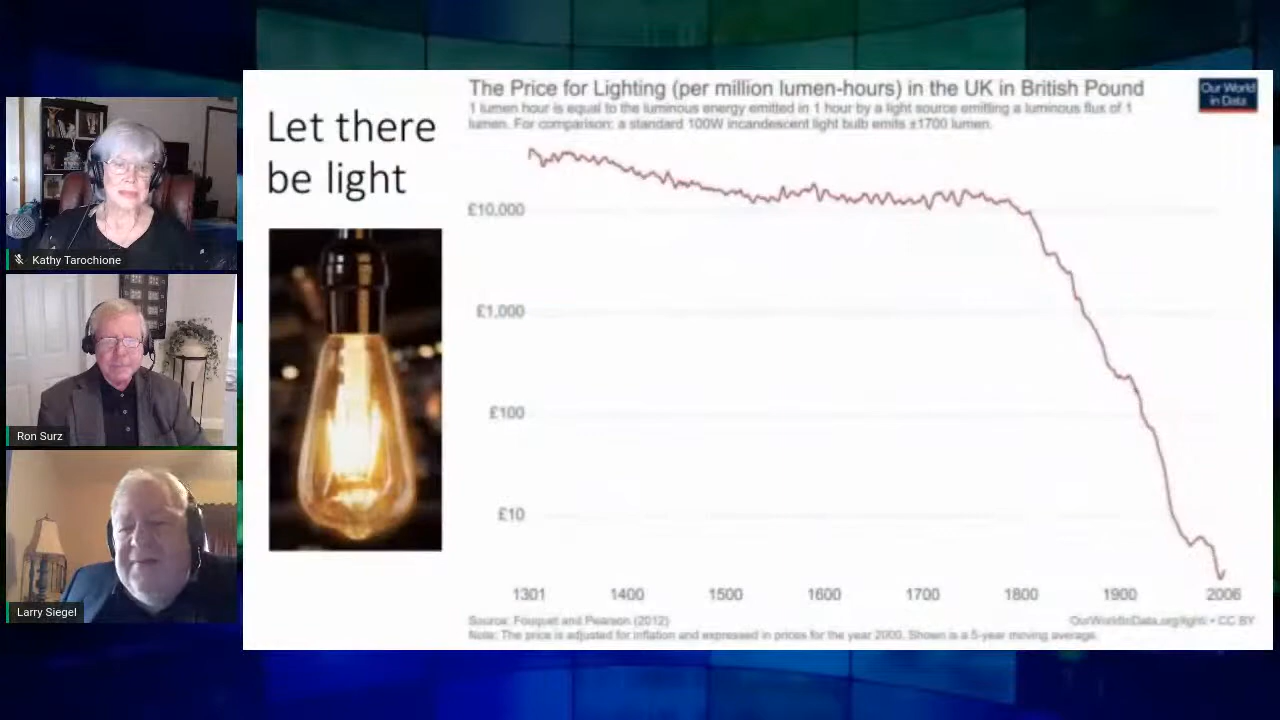 The Price for Lighting (per million lumen-hours) in the UK in British Pound
1 lumen hour is equal to the luminous energy emitted in 1 hour by a light source emitting a luminous flux of 1
lumen. For comparison: a standard 100W incandescent light bulb emits ±1700 lumen.
Our World
in Data
Let there
be light
£10,000
£1,000
£100
£10
1301 1400 1500 1600 1700 1800 1900 2006
Source: Fouquet and Pearson (2012)
OurWorldInData.org/light/ • CC BY
Note: The price is adjusted for inflation and expressed in prices for the year 2000. Shown is a 5-year moving average.
Kathy Tarochione
Ron Surz
Larry Siegel